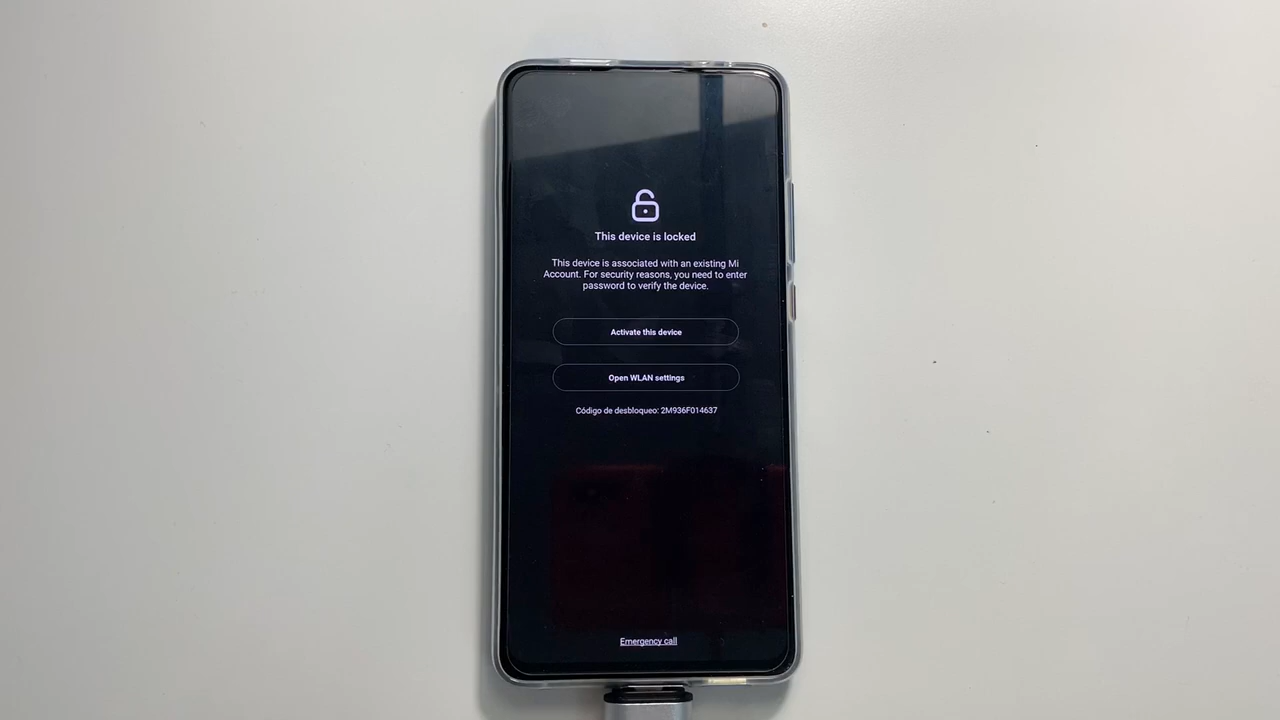 This device is locked
This device is associated with an existing Mi
Account. For security reasons, you need to enter
password to verify the device.
Activate this device
Open WLAN settings
Código de desbloqueo: 2M936F014637
Emergency call